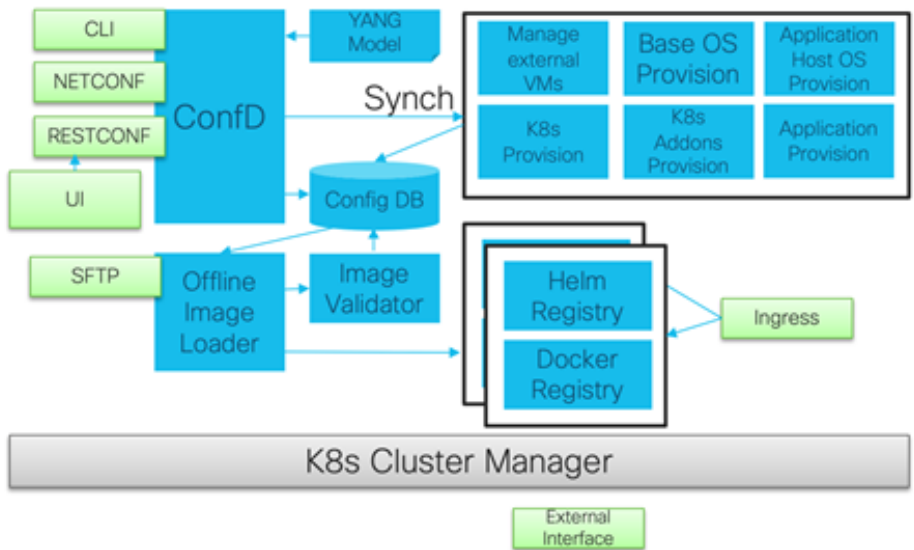 CLI
NETCONF
RESTCONF
UI
ConfD
YANG
Model
Synch
Config DB
Manage
external
VMs
Base OS
Provision
Application
Host OS
Provision
K8s
Provision
K8s
Addons
Provision
Application
Provision
SFTP
Offline
Image
Loader
Image
Validator
Helm
Registry
Docker
Registry
Ingress
K8s Cluster Manager
External
Interface